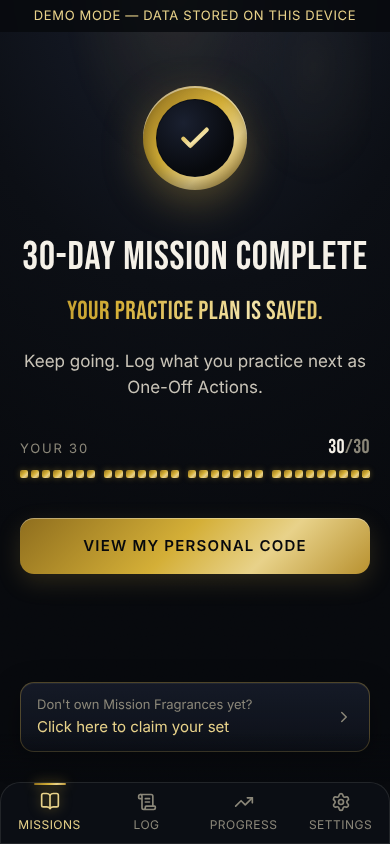 DEMO MODE — DATA STORED ON THIS DEVICE
30-DAY MISSION COMPLETE
YOUR PRACTICE PLAN IS SAVED.
Keep going. Log what you practice next as
One-Off Actions.
YOUR 30
30/30
VIEW MY PERSONAL CODE
Don't own Mission Fragrances yet?
Click here to claim your set
MISSIONS
LOG
PROGRESS
SETTINGS